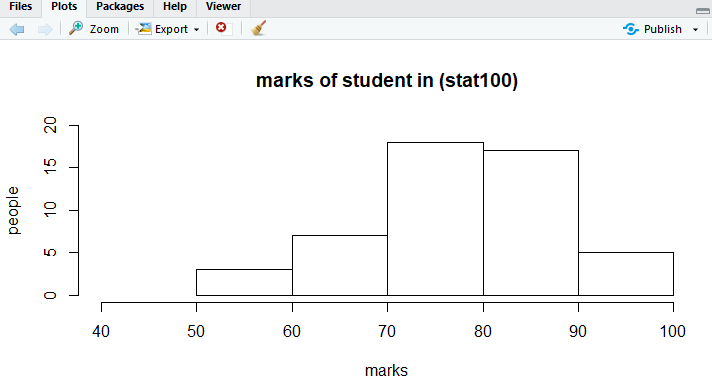 Files Plots Packages Help Viewer
Zoom Export Publish
marks of student in (stat100)
people
20
15
10
5
0
40 50 60 70 80 90 100
marks